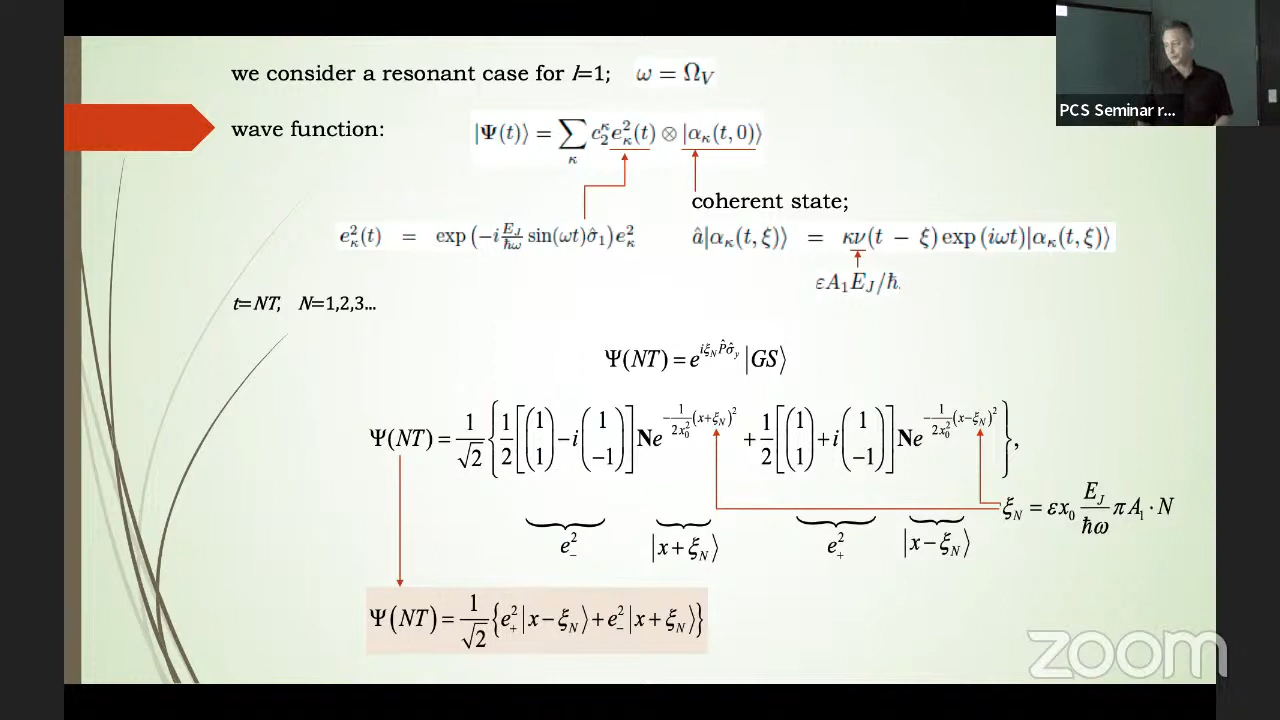 we consider a resonant case for l=1; ω = Ω_V
PCS Seminar r...
wave function: |Ψ(t)⟩ = ∑_κ c_2^κ e_κ^2(t) ⊗ |α_κ(t,0)⟩
coherent state;
e_κ^2(t) = exp(−i E_J/ħω sin(ωt)σ̂_1)e_κ^2 â|α_κ(t,ξ)⟩ = κν(t − ξ) exp(iωt)|α_κ(t,ξ)⟩
εA_1E_J/ħ.
t=NT, N=1,2,3...
Ψ(NT) = e^{iξ_N P̂σ̂_y}|GS⟩
Ψ(NT) = 1/√2 {1/2 [(1 1) − i(1 −1)] Ne^{−1/(2x_0^2)(x+ξ_N)^2} + 1/2 [(1 1) + i(1 −1)] Ne^{−1/(2x_0^2)(x−ξ_N)^2}},
ξ_N = εx_0 E_J/ħω πA_1 · N
e_−^2 |x + ξ_N⟩ e_+^2 |x − ξ_N⟩
Ψ(NT) = 1/√2 {e_+^2|x − ξ_N⟩ + e_−^2|x + ξ_N⟩}
zoom